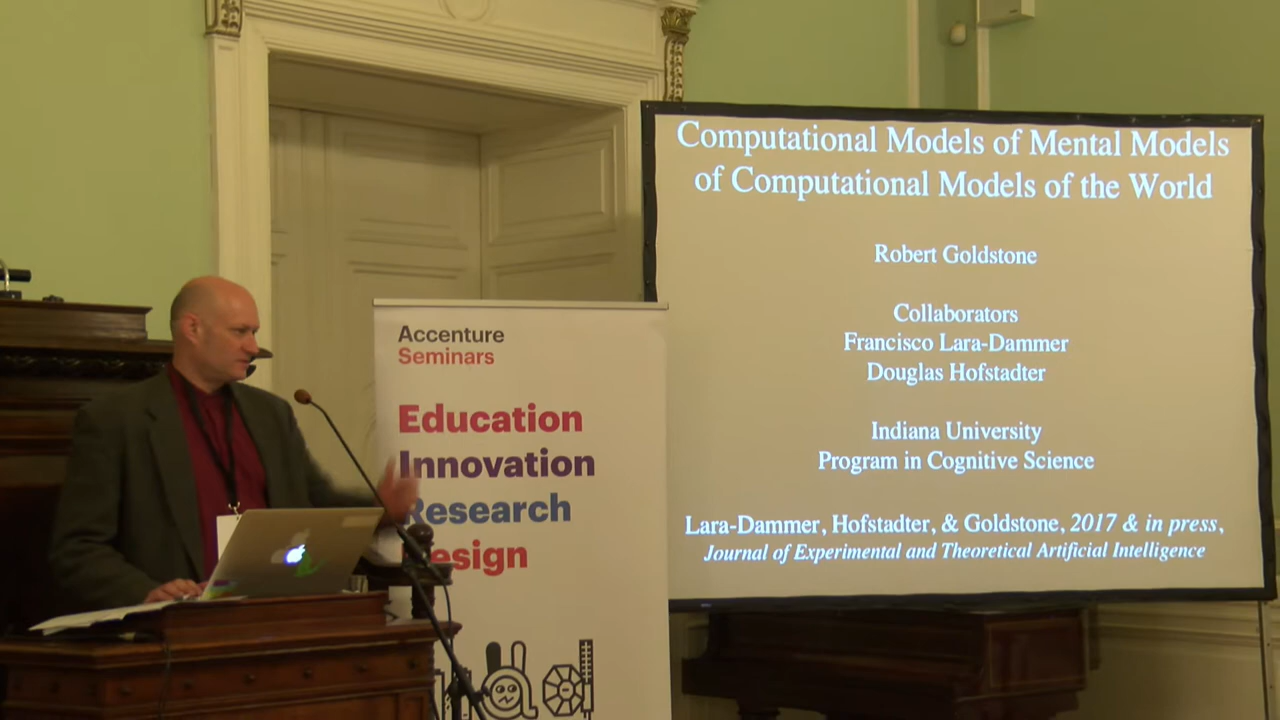 Computational Models of Mental Models
of Computational Models of the World
Robert Goldstone
Collaborators
Francisco Lara-Dammer
Douglas Hofstadter
Indiana University
Program in Cognitive Science
Lara-Dammer, Hofstadter, & Goldstone, 2017 & in press,
Journal of Experimental and Theoretical Artificial Intelligence
Accenture
Seminars
Education
Innovation
Research
Design